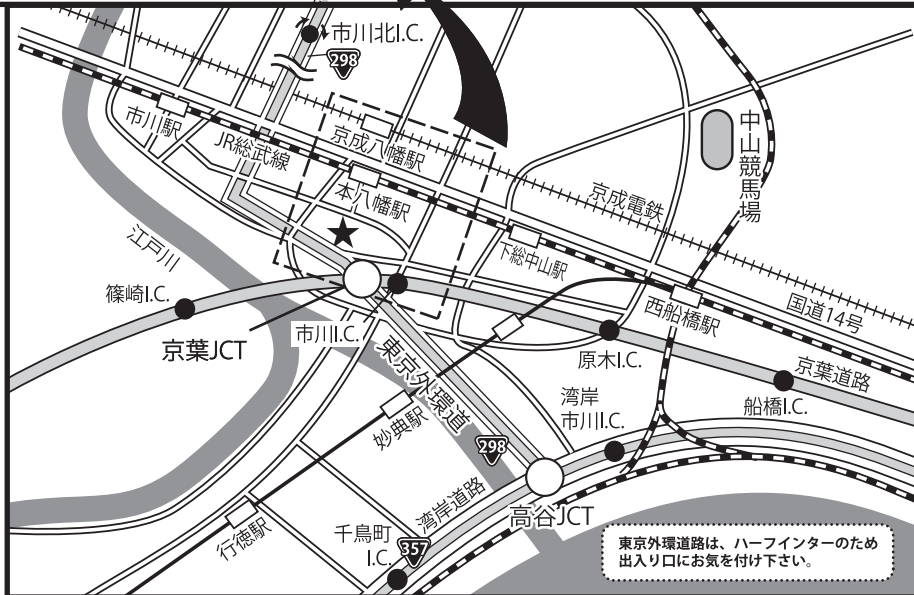 市川北I.C.
298
市川駅
JR総武線
京成八幡駅
本八幡駅
中山競馬場
京成電鉄
下総中山駅
江戸川
篠崎I.C.
京葉JCT
市川I.C.
東京外環道
西船橋駅
国道14号
原木I.C.
京葉道路
船橋I.C.
湾岸
市川I.C.
妙典駅
298
高谷JCT
湾岸道路
行徳駅
千鳥町
I.C.
357
東京外環道路は、ハーフインターのため
出入り口にお気を付け下さい。